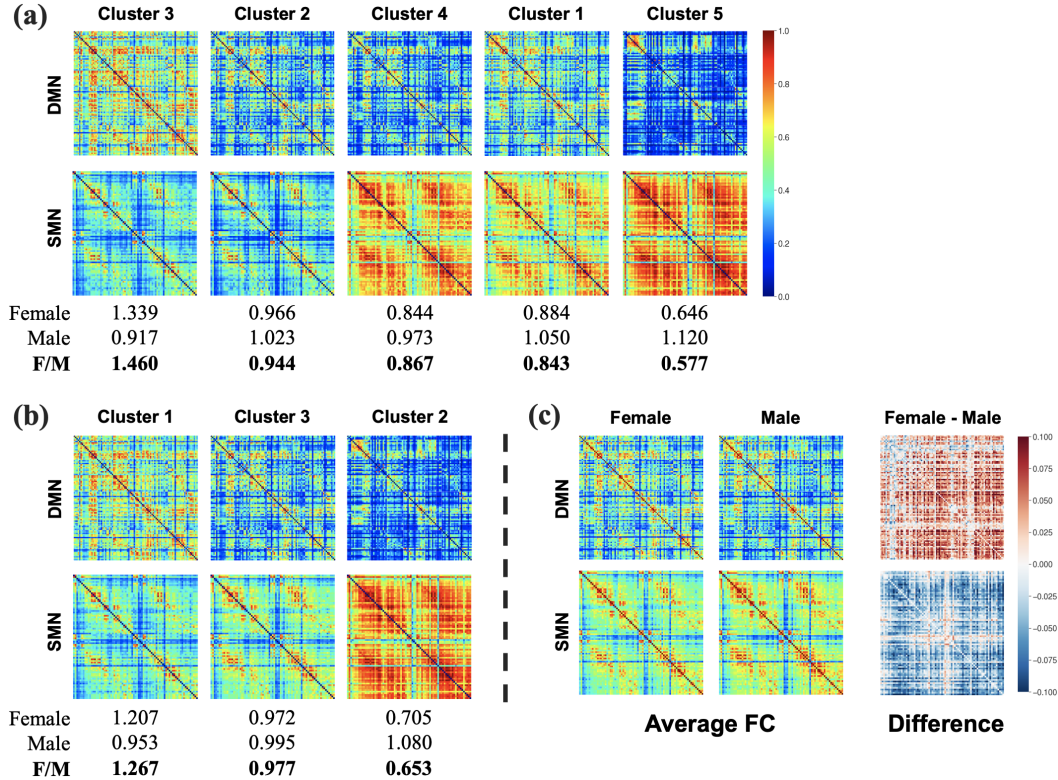 (a)
Cluster 3 Cluster 2 Cluster 4 Cluster 1 Cluster 5
DMN
SMN
1.0
0.8
0.6
0.4
0.2
0.0
Female 1.339 0.966 0.844 0.884 0.646
Male 0.917 1.023 0.973 1.050 1.120
F/M 1.460 0.944 0.867 0.843 0.577
(b)
Cluster 1 Cluster 3 Cluster 2
DMN
SMN
Female 1.207 0.972 0.705
Male 0.953 0.995 1.080
F/M 1.267 0.977 0.653
(c)
Female Male Female - Male
DMN
SMN
0.100
0.075
0.050
0.025
0.000
−0.025
−0.050
−0.075
−0.100
Average FC Difference